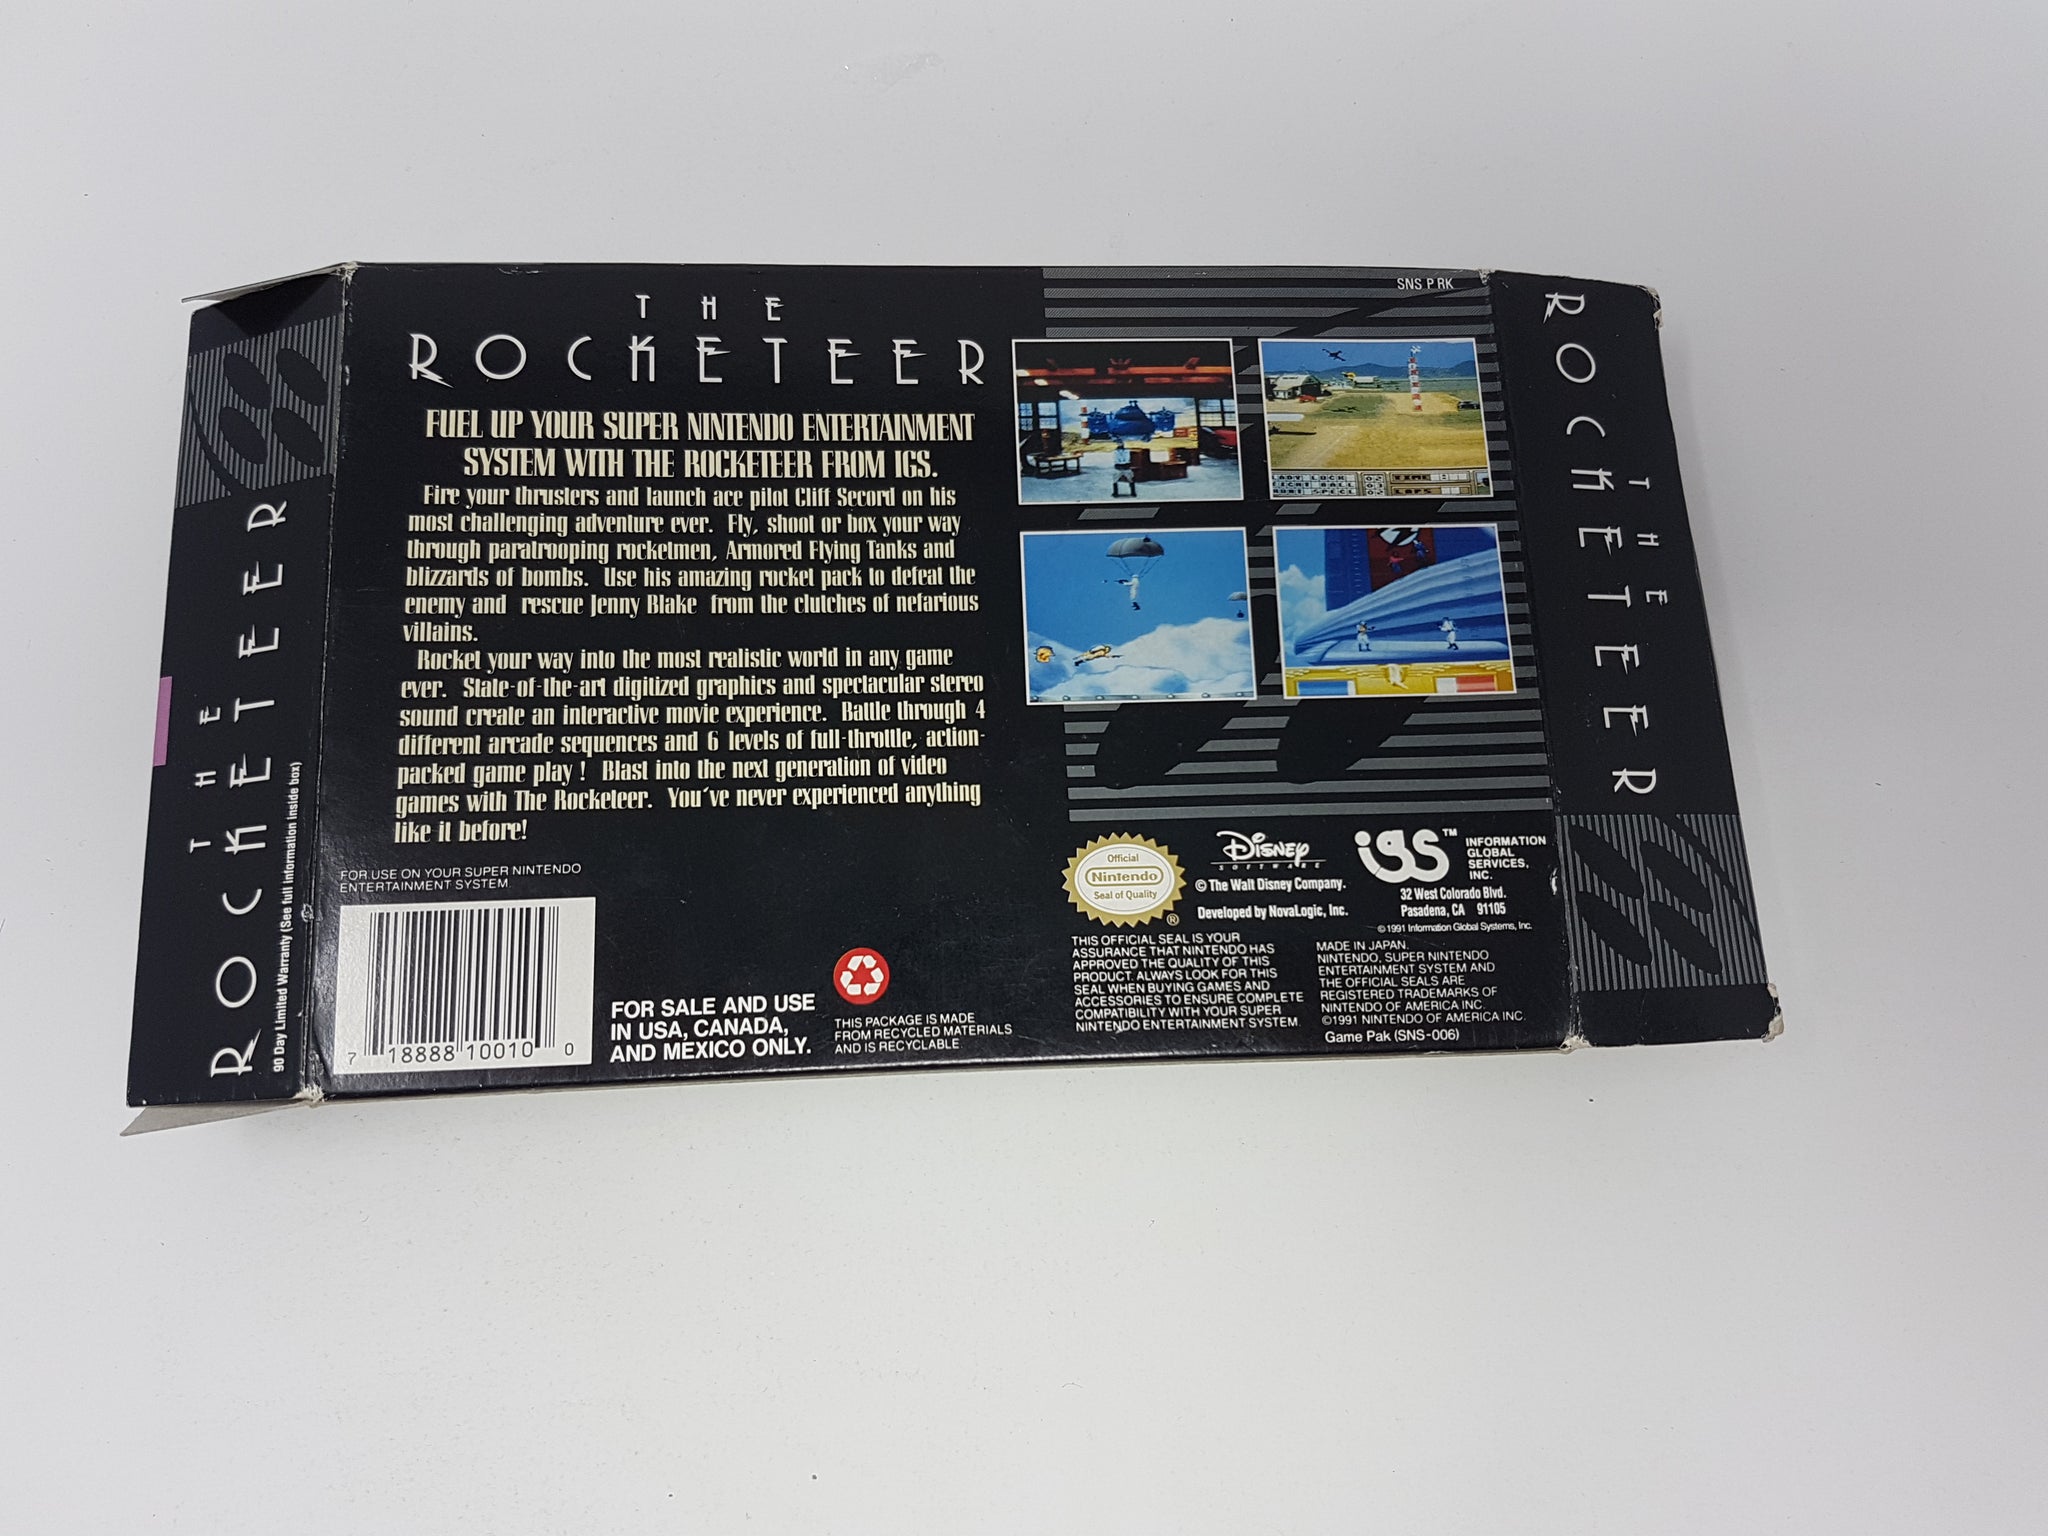 THE
ROCKETEER
FUEL UP YOUR SUPER NINTENDO ENTERTAINMENT
SYSTEM WITH THE ROCKETEER FROM IGS.
Fire your thrusters and launch ace pilot Cliff Secord on his
most challenging adventure ever. Fly, shoot or box your way
through paratrooping rocketmen, Armored Flying Tanks and
blizzards of bombs. Use his amazing rocket pack to defeat the
enemy and rescue Jenny Blake from the clutches of nefarious
villains.
Rocket your way into the most realistic world in any game
ever. State-of-the-art digitized graphics and spectacular stereo
sound create an interactive movie experience. Battle through 4
different arcade sequences and 6 levels of full-throttle, action-
packed game play ! Blast into the next generation of video
games with The Rocketeer. You've never experienced anything
like it before!
FOR USE ON YOUR SUPER NINTENDO
ENTERTAINMENT SYSTEM
7 18888 10010 0
FOR SALE AND USE
IN USA, CANADA,
AND MEXICO ONLY.
THIS PACKAGE IS MADE
FROM RECYCLED MATERIALS
AND IS RECYCLABLE
SNS P RK
TIME
LAPS
Official
Nintendo
Seal of Quality
®
THIS OFFICIAL SEAL IS YOUR
ASSURANCE THAT NINTENDO HAS
APPROVED THE QUALITY OF THIS
PRODUCT. ALWAYS LOOK FOR THIS
SEAL WHEN BUYING GAMES AND
ACCESSORIES TO ENSURE COMPLETE
COMPATIBILITY WITH YOUR SUPER
NINTENDO ENTERTAINMENT SYSTEM.
Disney
SOFTWARE
© The Walt Disney Company.
Developed by NovaLogic, Inc.
igs™
INFORMATION
GLOBAL
SERVICES,
INC.
32 West Colorado Blvd.
Pasadena, CA 91105
© 1991 Information Global Systems, Inc.
MADE IN JAPAN.
NINTENDO, SUPER NINTENDO
ENTERTAINMENT SYSTEM AND
THE OFFICIAL SEALS ARE
REGISTERED TRADEMARKS OF
NINTENDO OF AMERICA INC.
©1991 NINTENDO OF AMERICA INC.
Game Pak (SNS-006)
THE
ROCKETEER
90 Day Limited Warranty (See full information inside box)
THE
ROCKETEER